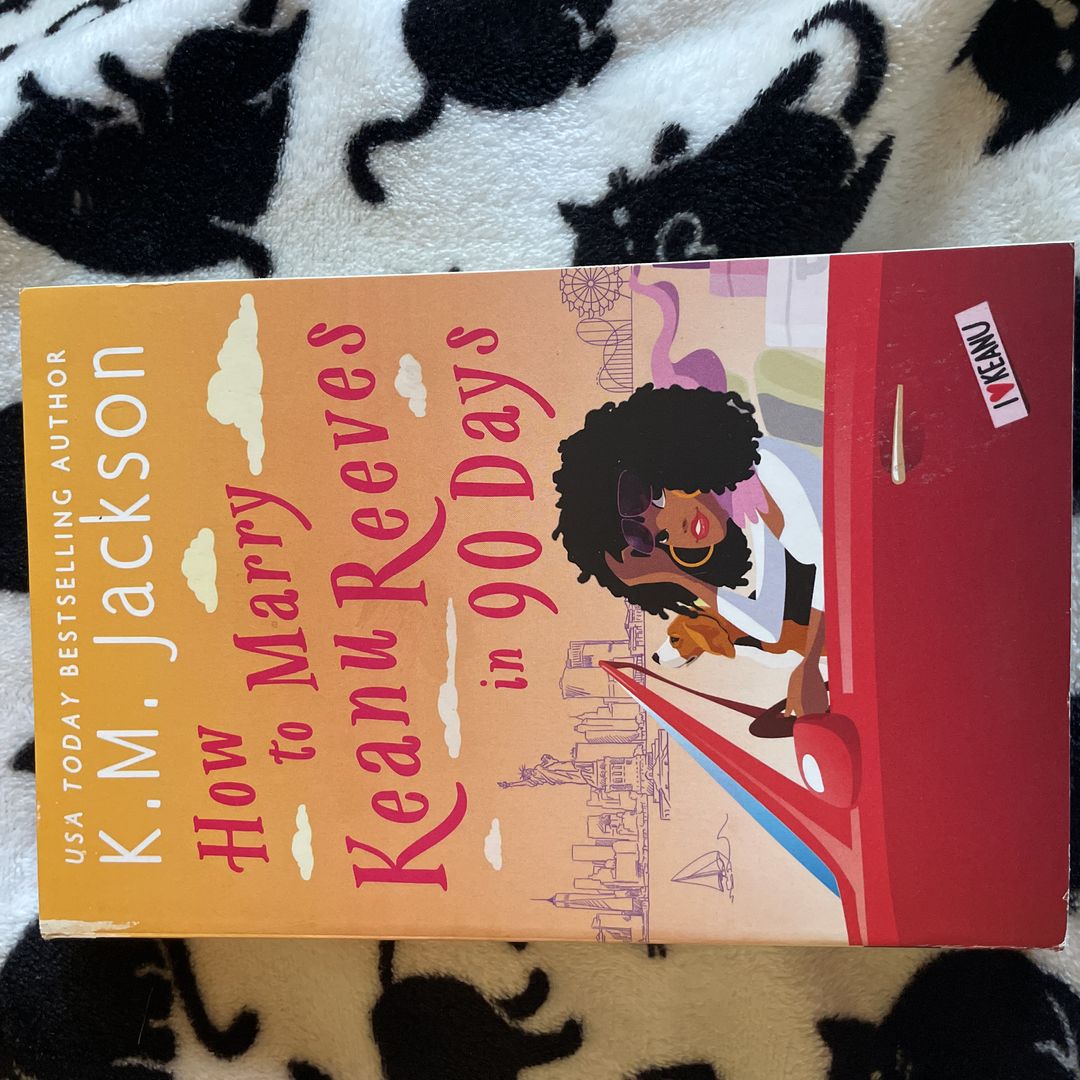 USA TODAY BESTSELLING AUTHOR
K.M. Jackson
How
to Marry
Keanu Reeves
in 90 Days
I ♥ KEANU